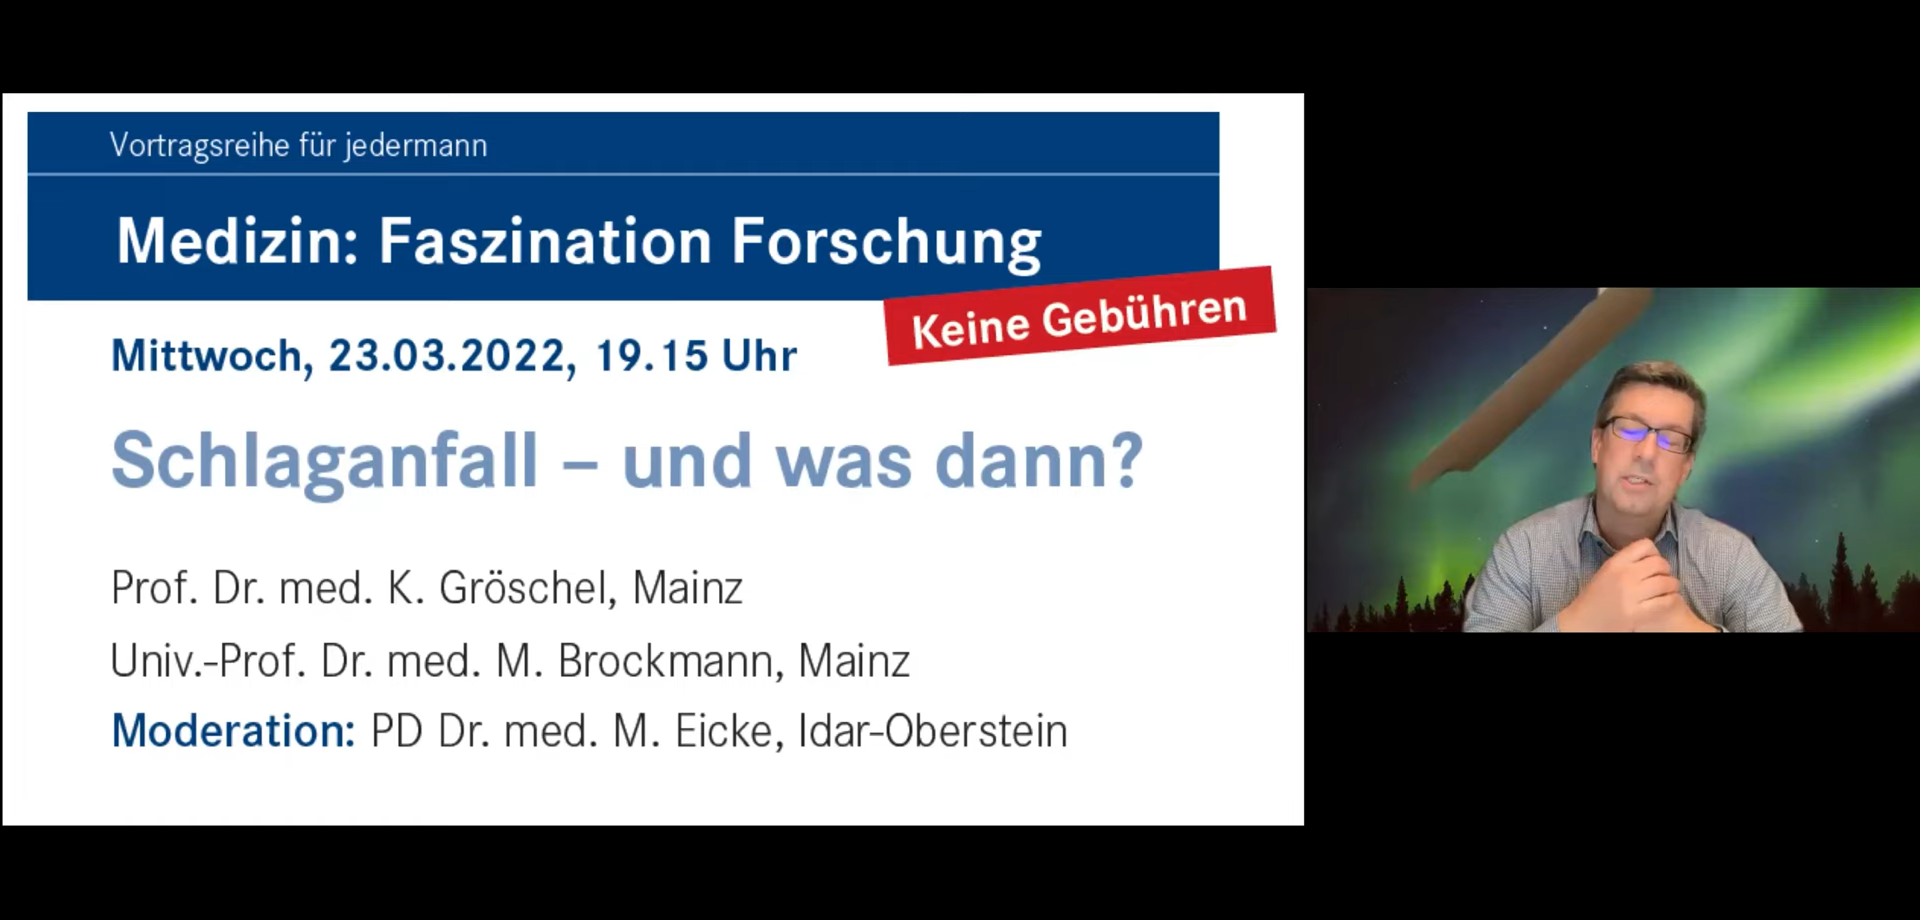 Vortragsreihe für jedermann
Medizin: Faszination Forschung
Keine Gebühren
Mittwoch, 23.03.2022, 19.15 Uhr
Schlaganfall – und was dann?
Prof. Dr. med. K. Gröschel, Mainz
Univ.-Prof. Dr. med. M. Brockmann, Mainz
Moderation: PD Dr. med. M. Eicke, Idar-Oberstein